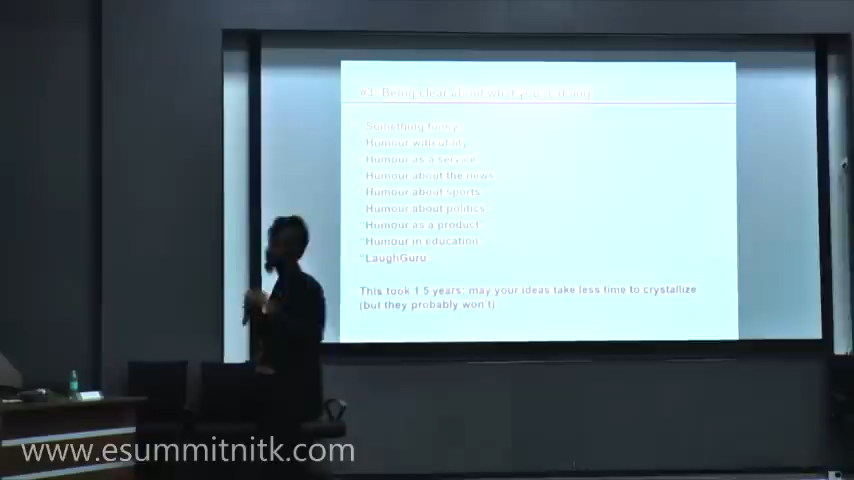 #3: Being clear about what you're doing
"Something funny"
"Humour with utility"
"Humour as a service"
"Humour about the news"
"Humour about sports"
"Humour about politics"
"Humour as a product"
"Humour in education"
"LaughGuru"
This took 1.5 years; may your ideas take less time to crystallize
(but they probably won't)
www.esummitnitk.com